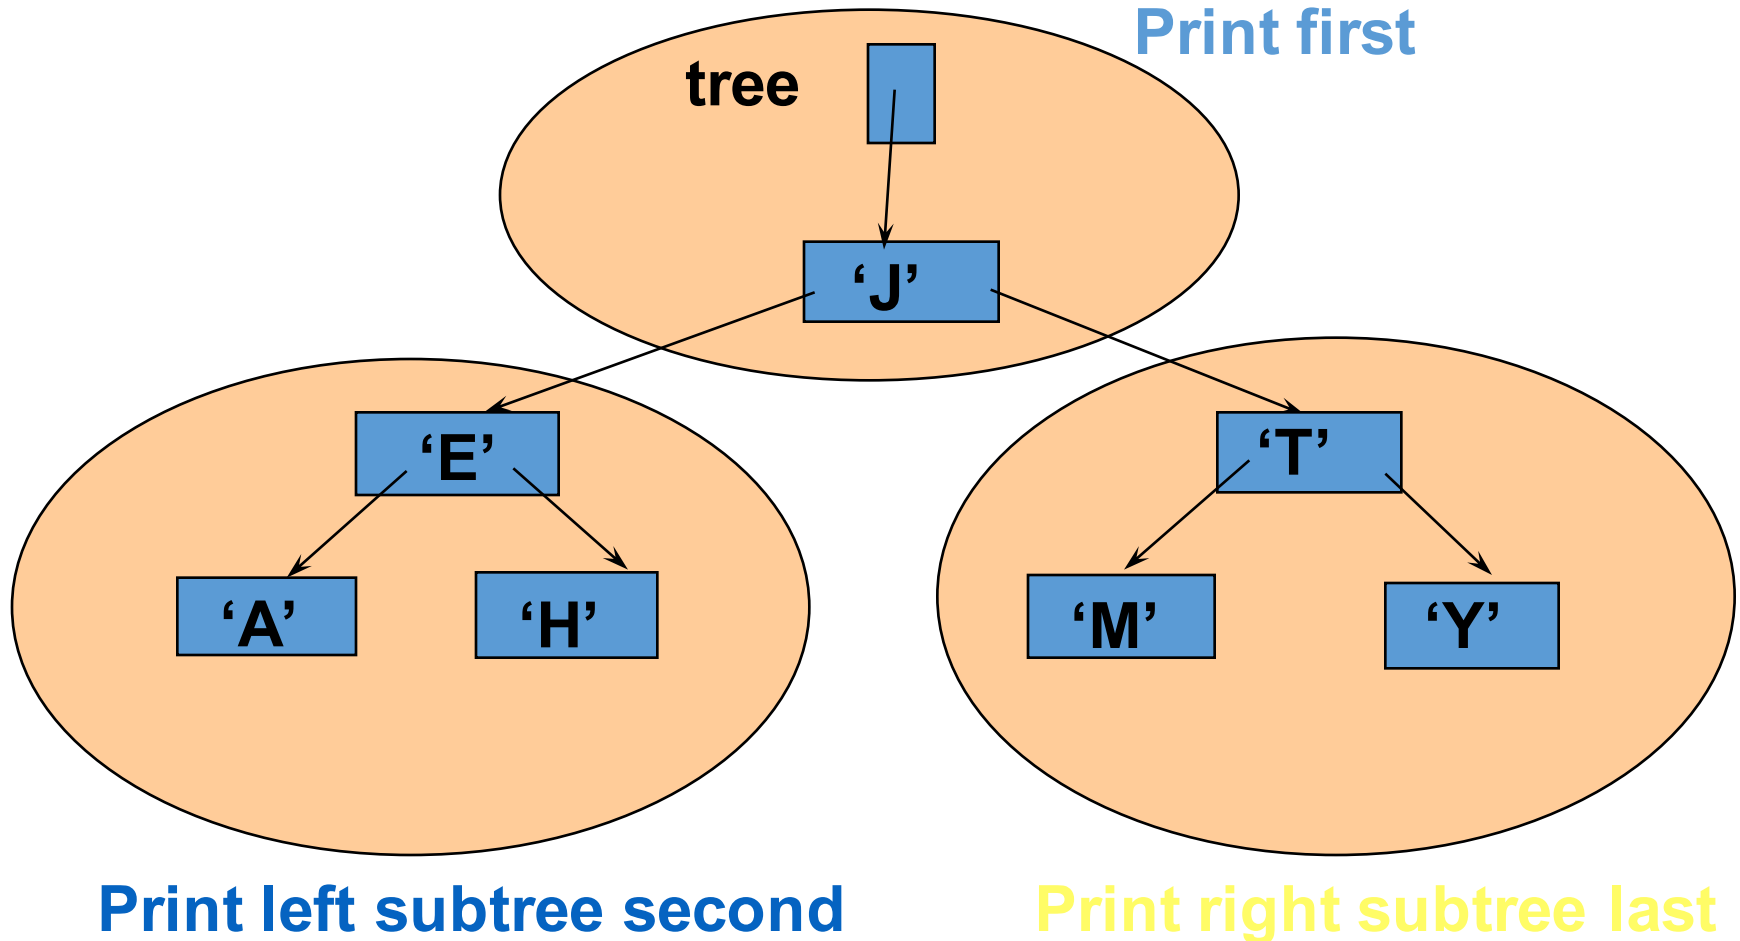 Print first
tree
‘J’
‘E’
‘T’
‘A’
‘H’
‘M’
‘Y’
Print left subtree second
Print right subtree last